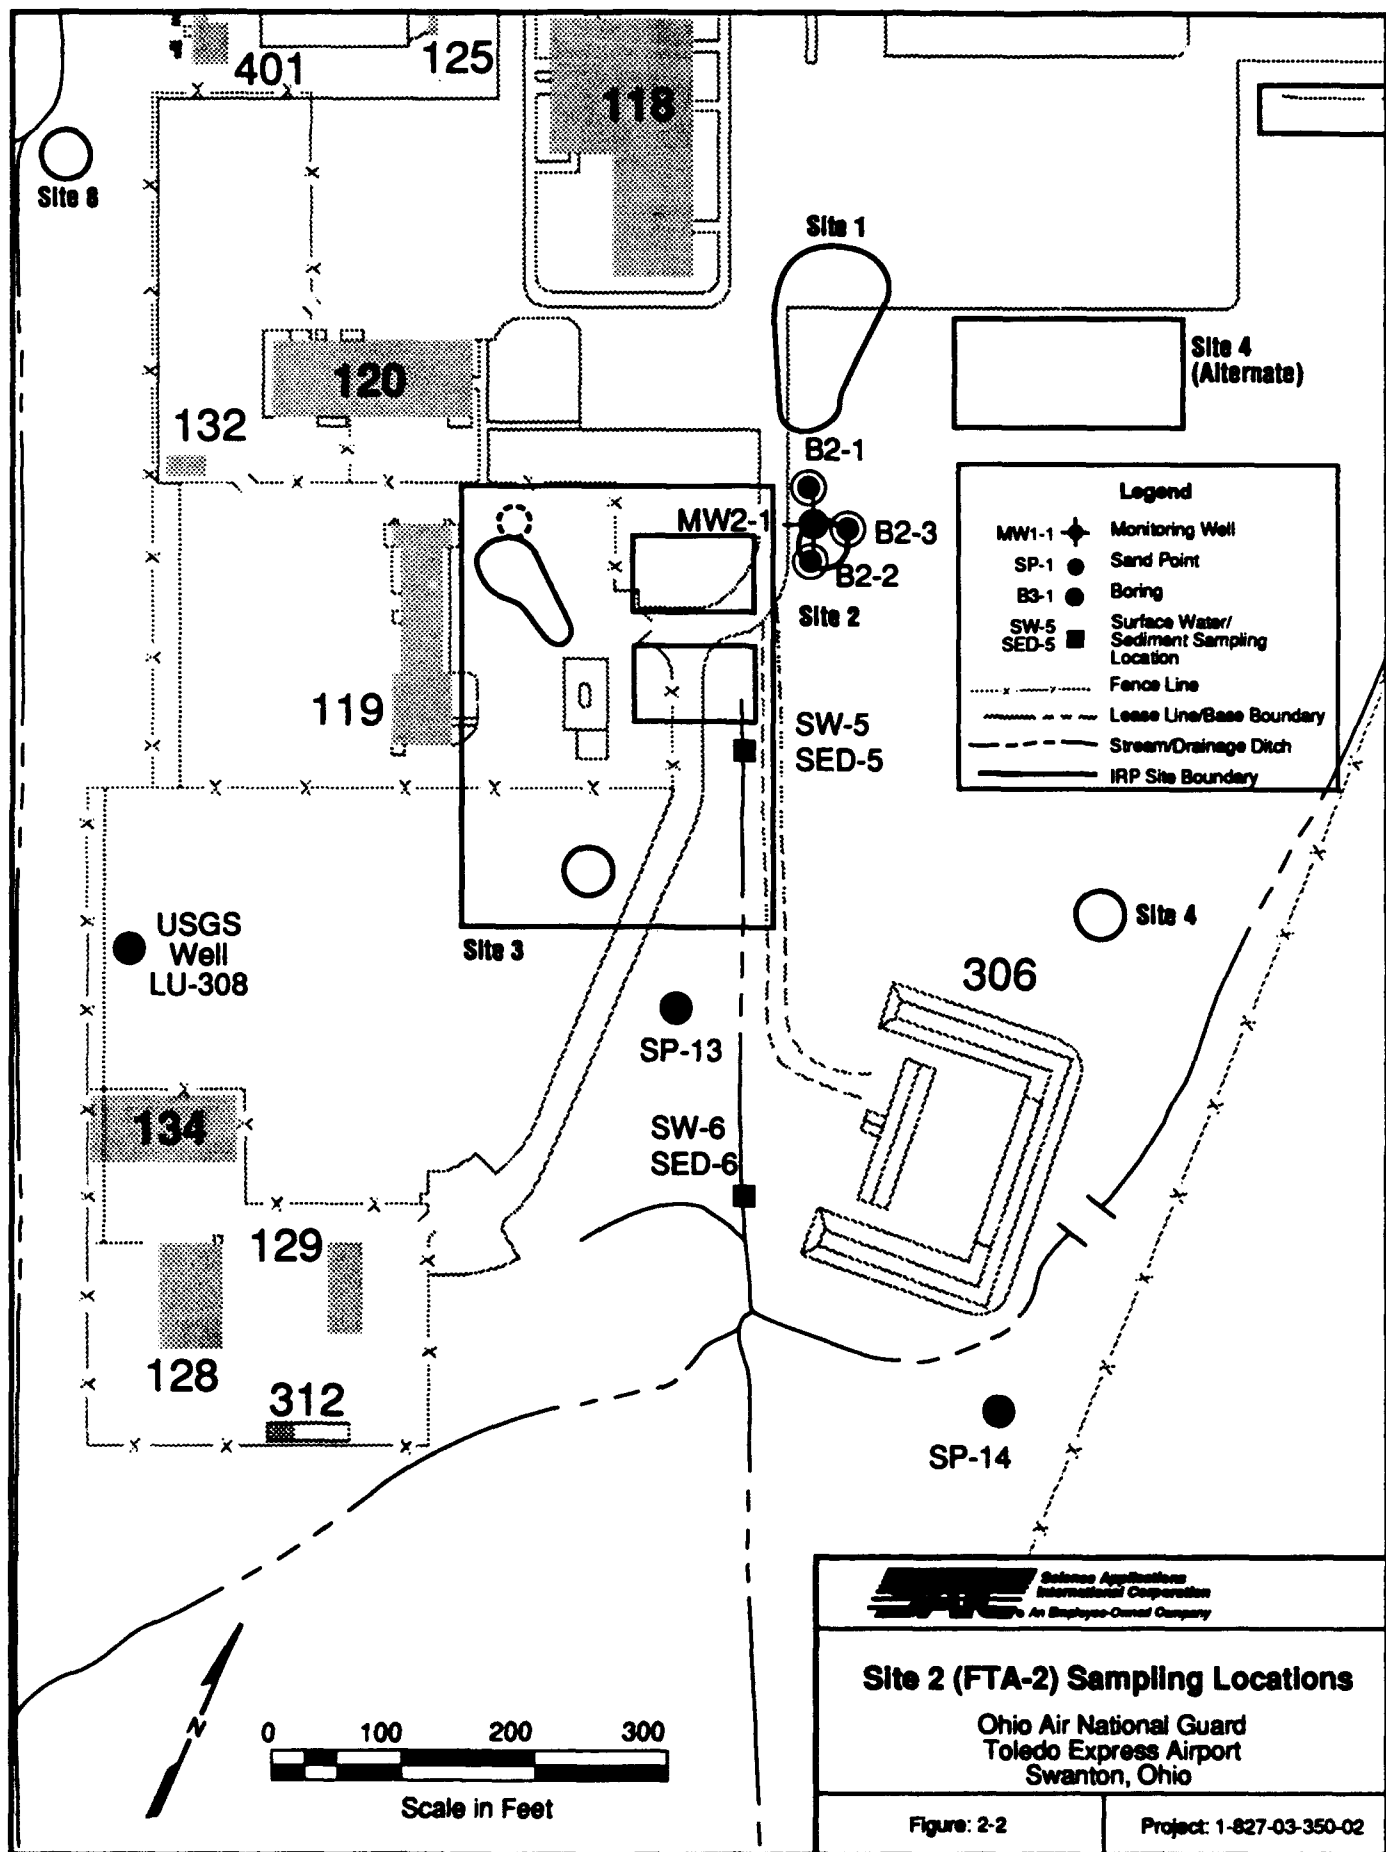 401
125
118
Site 8
Site 1
120
Site 4
(Alternate)
132
B2-1
MW2-1
B2-3
B2-2
Site 2
Legend
MW1-1 Monitoring Well
SP-1 Sand Point
B3-1 Boring
SW-5
SED-5
Surface Water/
Sediment Sampling
Location
Fence Line
Lease Line/Base Boundary
Stream/Drainage Ditch
IRP Site Boundary
119
SW-5
SED-5
USGS
Well
LU-308
Site 3
Site 4
306
SP-13
134
SW-6
SED-6
129
128
312
SP-14
N
0 100 200 300
Scale in Feet
Science Applications
International Corporation
An Employee-Owned Company
Site 2 (FTA-2) Sampling Locations
Ohio Air National Guard
Toledo Express Airport
Swanton, Ohio
Figure: 2-2
Project: 1-827-03-350-02